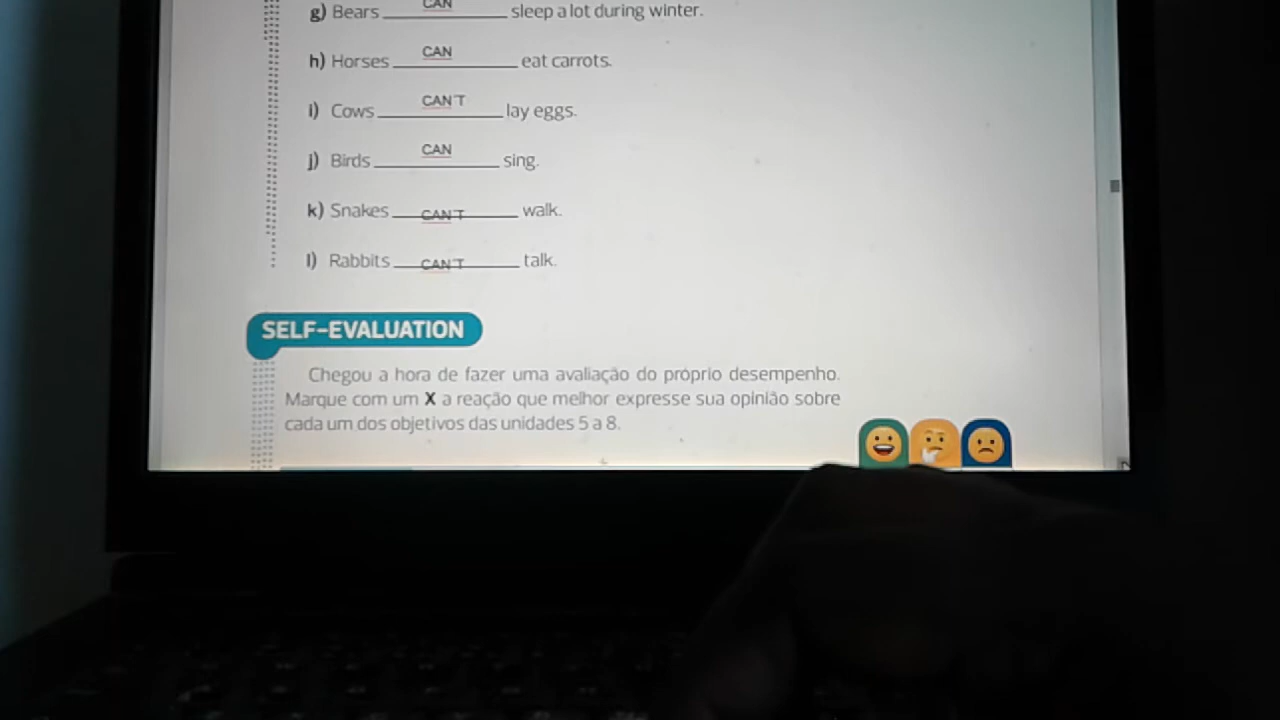 g) Bears CAN sleep a lot during winter.
h) Horses CAN eat carrots.
i) Cows CAN'T lay eggs.
j) Birds CAN sing.
k) Snakes CAN'T walk.
l) Rabbits CAN'T talk.
SELF-EVALUATION
Chegou a hora de fazer uma avaliação do próprio desempenho.
Marque com um X a reação que melhor expresse sua opinião sobre
cada um dos objetivos das unidades 5 a 8.